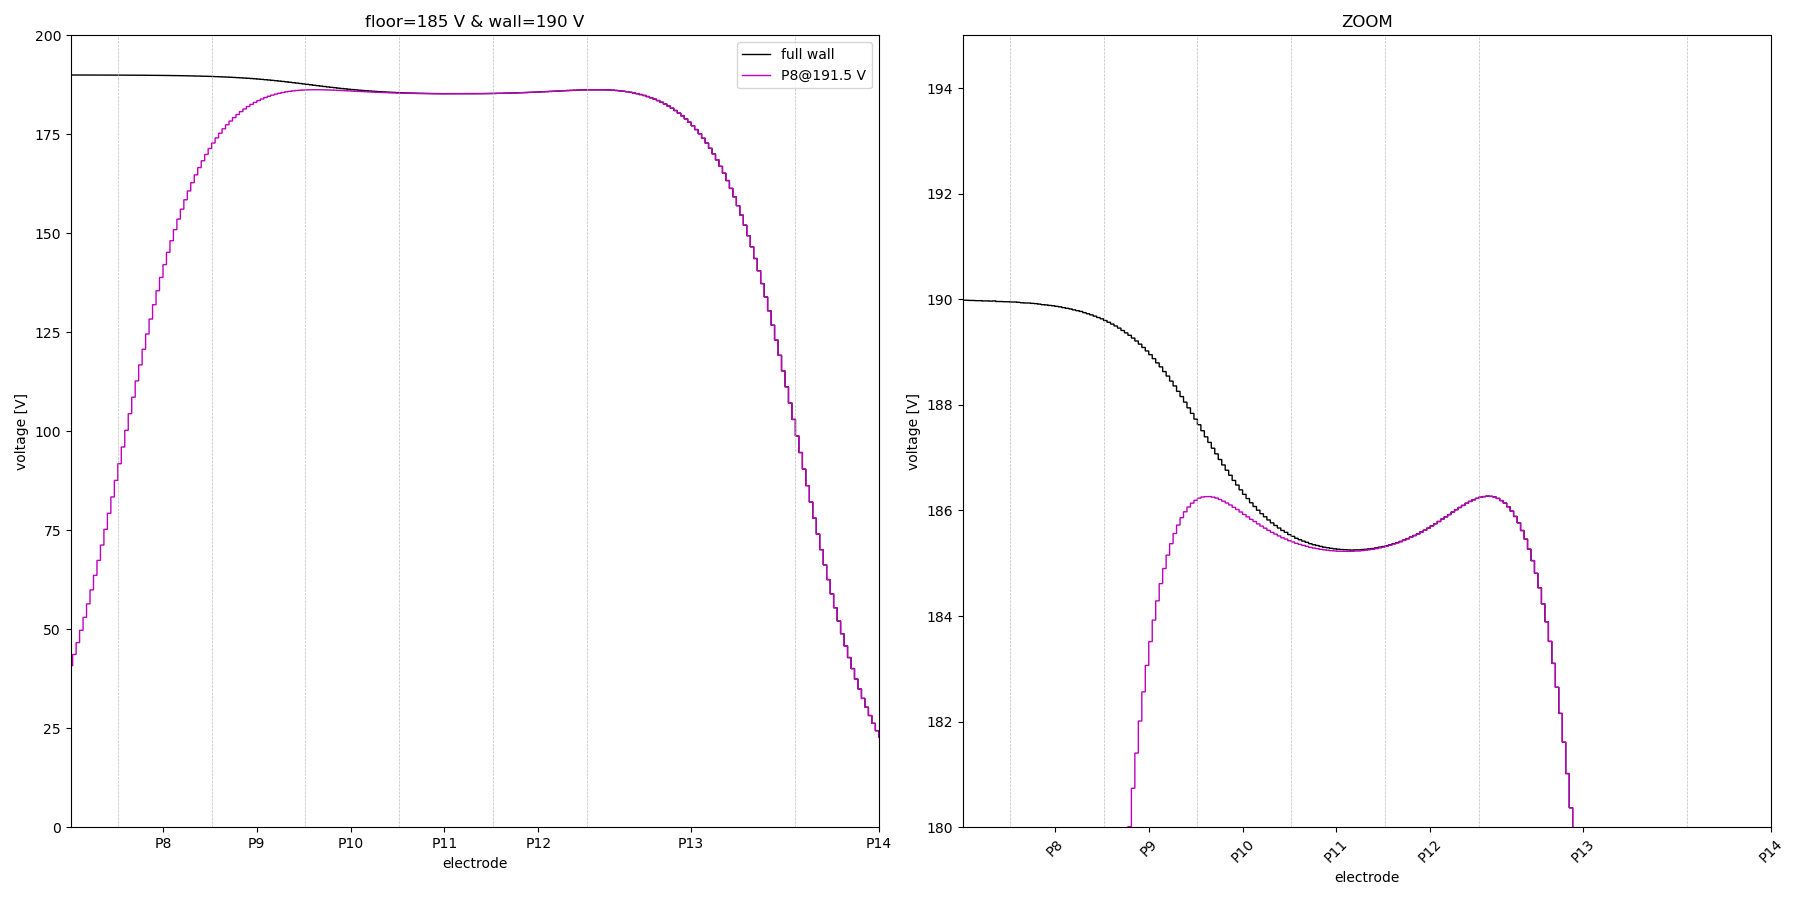 floor=185 V & wall=190 V
200
175
150
125
100
75
50
25
0
voltage [V]
full wall
P8@191.5 V
P8 P9 P10 P11 P12 P13 P14
electrode
ZOOM
194
192
190
188
186
184
182
180
voltage [V]
P8 P9 P10 P11 P12 P13 P14
electrode